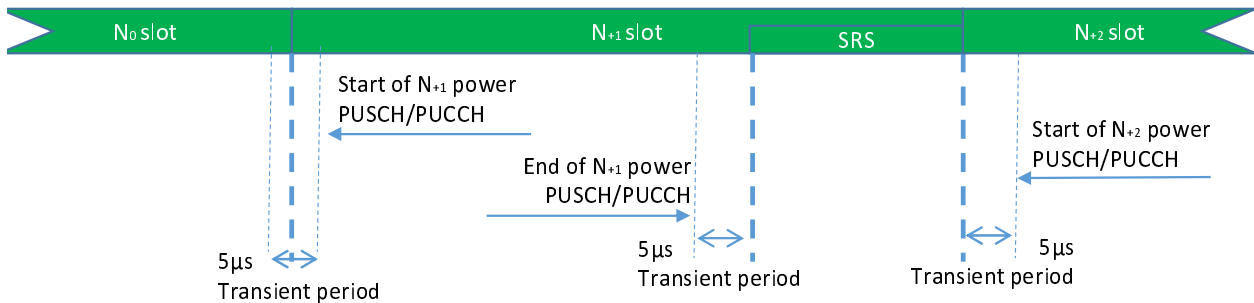 N₀ slot
N₊₁ slot
SRS
N₊₂ slot
Start of N₊₁ power
PUSCH/PUCCH
End of N₊₁ power
PUSCH/PUCCH
Start of N₊₂ power
PUSCH/PUCCH
5µs
Transient period
5µs
Transient period
5µs
Transient period